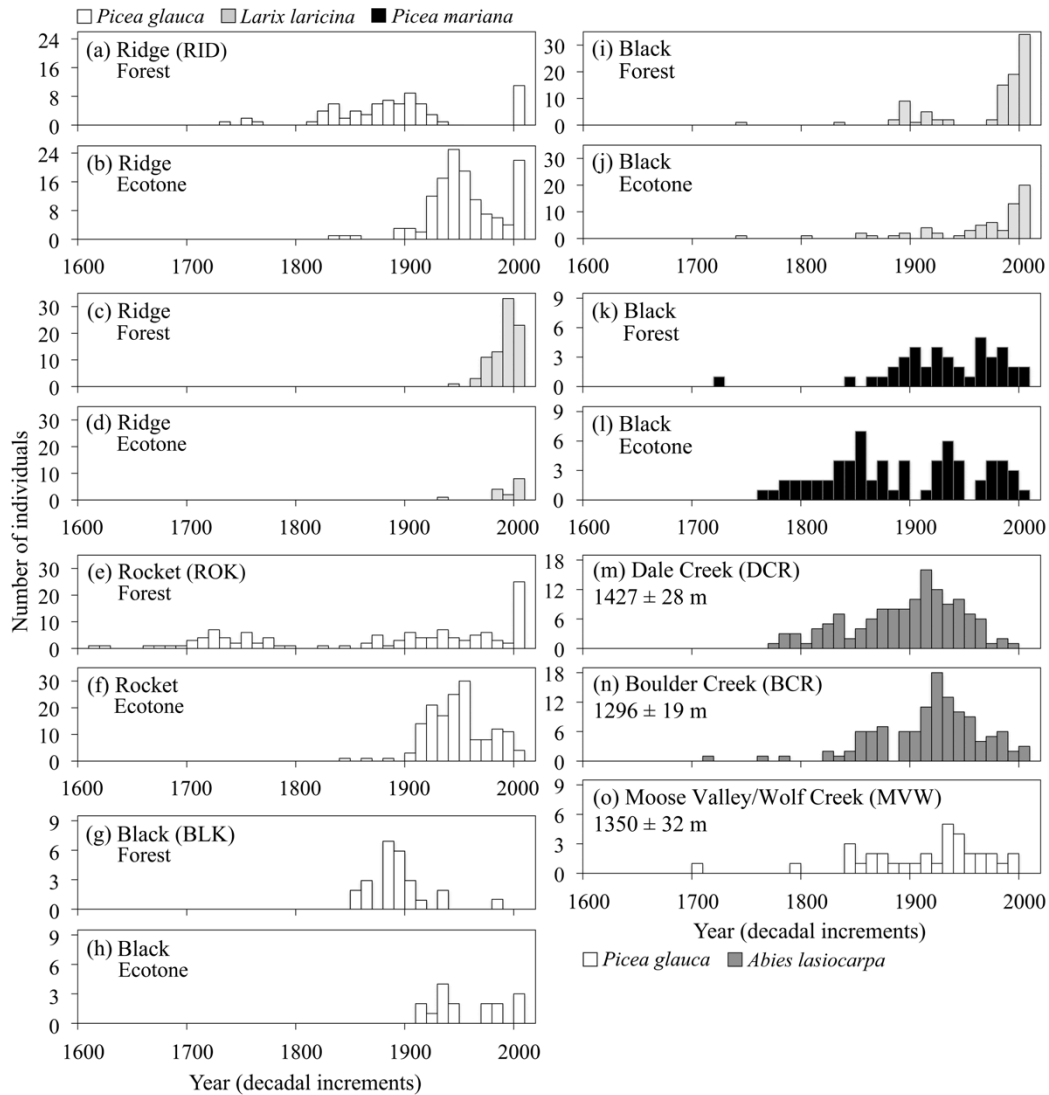 Picea glauca Larix laricina Picea mariana
Number of individuals
24
16
8
0
(a) Ridge (RID)
Forest
24
16
8
0
(b) Ridge
Ecotone
1600 1700 1800 1900 2000
30
20
10
0
(c) Ridge
Forest
30
20
10
0
(d) Ridge
Ecotone
1600 1700 1800 1900 2000
30
20
10
0
(e) Rocket (ROK)
Forest
30
20
10
0
(f) Rocket
Ecotone
1600 1700 1800 1900 2000
9
6
3
0
(g) Black (BLK)
Forest
9
6
3
0
(h) Black
Ecotone
1600 1700 1800 1900 2000
Year (decadal increments)
30
20
10
0
(i) Black
Forest
30
20
10
0
(j) Black
Ecotone
1600 1700 1800 1900 2000
9
6
3
0
(k) Black
Forest
9
6
3
0
(l) Black
Ecotone
1600 1700 1800 1900 2000
18
12
6
0
(m) Dale Creek (DCR)
1427 ± 28 m
18
12
6
0
(n) Boulder Creek (BCR)
1296 ± 19 m
9
6
3
0
(o) Moose Valley/Wolf Creek (MVW)
1350 ± 32 m
1600 1700 1800 1900 2000
Year (decadal increments)
Picea glauca Abies lasiocarpa